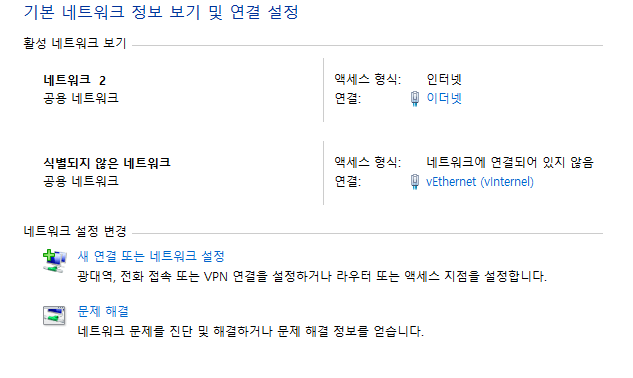 기본 네트워크 정보 보기 및 연결 설정
활성 네트워크 보기
네트워크 2
공용 네트워크
액세스 형식: 인터넷
연결: 이더넷
식별되지 않은 네트워크
공용 네트워크
액세스 형식: 네트워크에 연결되어 있지 않음
연결: vEthernet (vInternel)
네트워크 설정 변경
새 연결 또는 네트워크 설정
광대역, 전화 접속 또는 VPN 연결을 설정하거나 라우터 또는 액세스 지점을 설정합니다.
문제 해결
네트워크 문제를 진단 및 해결하거나 문제 해결 정보를 얻습니다.